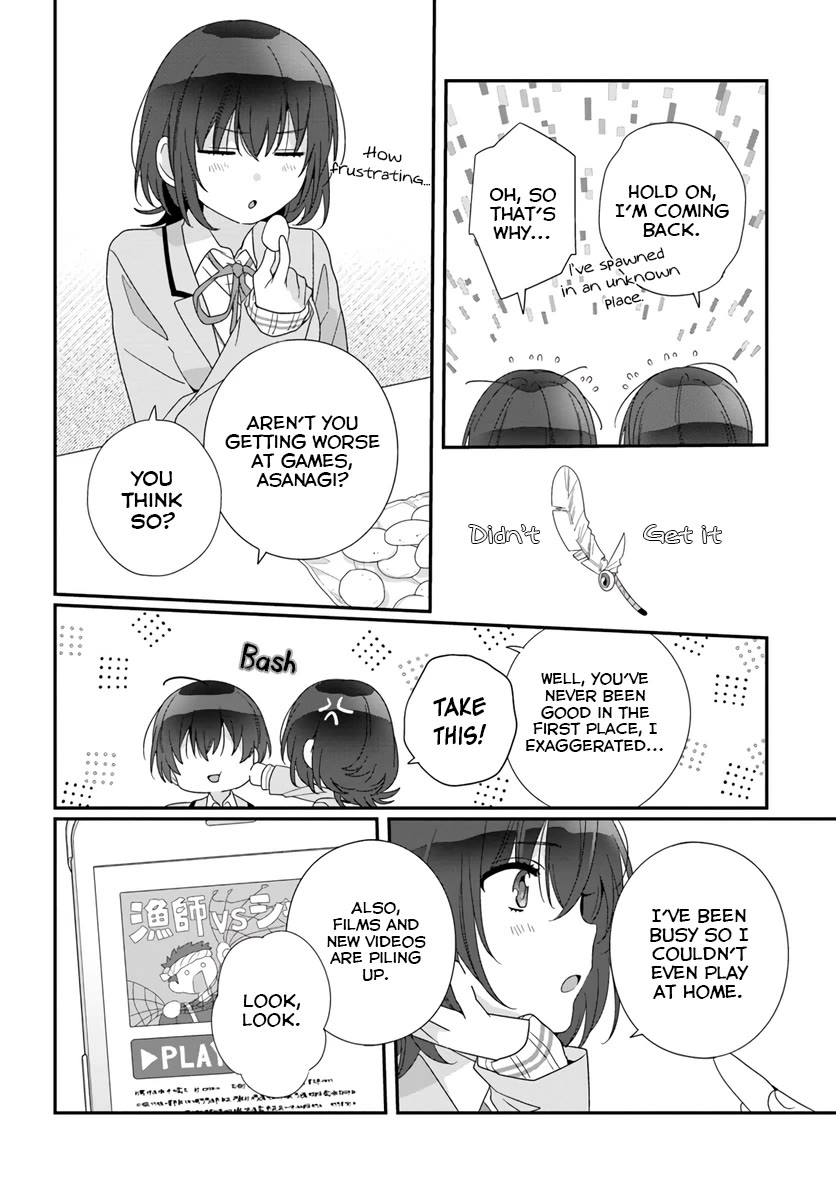 HOLD ON,
I'M COMING
BACK.
I've spawned
in an unknown
place.
OH, SO
THAT'S
WHY...
Didn't Get it
How
frustrating...
AREN'T YOU
GETTING WORSE
AT GAMES,
ASANAGI?
YOU
THINK
SO?
WELL, YOU'VE
NEVER BEEN
GOOD IN THE
FIRST PLACE, I
EXAGGERATED...
TAKE
THIS!
Bash
I'VE BEEN
BUSY SO I
COULDN'T
EVEN PLAY
AT HOME.
ALSO,
FILMS AND
NEW VIDEOS
ARE PILING
UP.
LOOK,
LOOK.
漁師vsシャ
▶PLAY